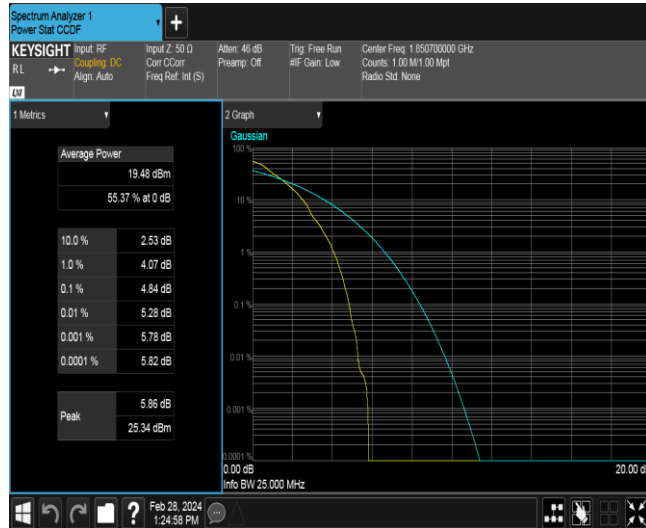 Spectrum Analyzer 1
Power Stat CCDF
+
KEYSIGHT
RL
LXI
Input: RF
Coupling: DC
Align: Auto
Input Z: 50 Ω
Corr CCorr
Freq Ref: Int (S)
Atten: 46 dB
Preamp: Off
Trig: Free Run
#IF Gain: Low
Center Freq: 1.850700000 GHz
Counts: 1.00 M/1.00 Mpt
Radio Std: None
1 Metrics
Average Power
19.48 dBm
55.37 % at 0 dB
10.0 % 2.53 dB
1.0 % 4.07 dB
0.1 % 4.84 dB
0.01 % 5.28 dB
0.001 % 5.78 dB
0.0001 % 5.82 dB
Peak
5.86 dB
25.34 dBm
2 Graph
Gaussian
100 %
10 %
1 %
0.1 %
0.01 %
0.001 %
0.0001 %
0.00 dB
20.00 d
Info BW 25.000 MHz
?
Feb 28, 2024
1:24:58 PM